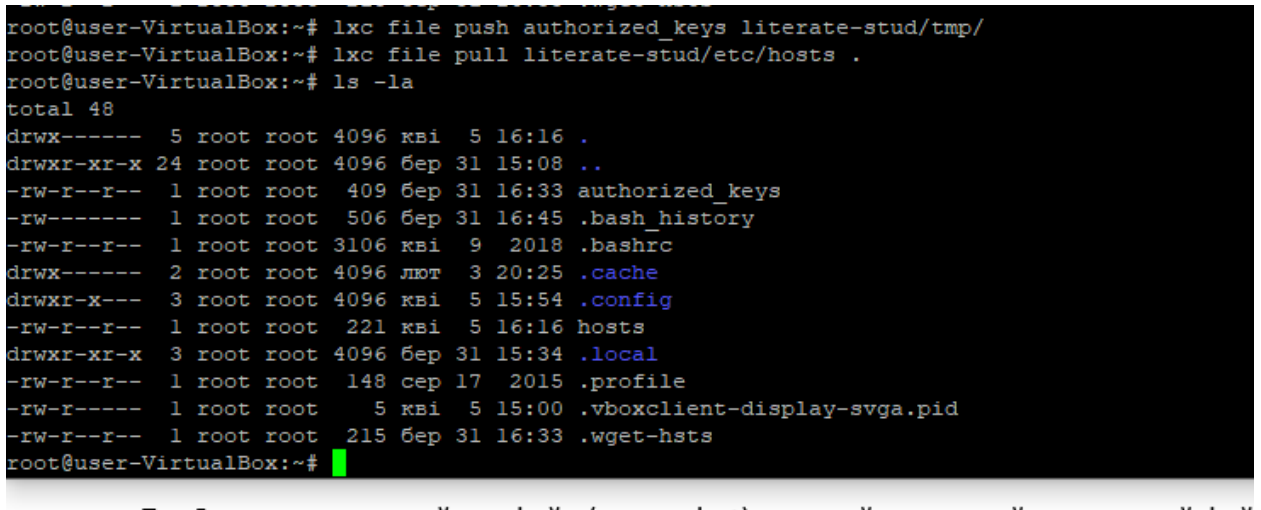 root@user-VirtualBox:~# lxc file push authorized_keys literate-stud/tmp/
root@user-VirtualBox:~# lxc file pull literate-stud/etc/hosts .
root@user-VirtualBox:~# ls -la
total 48
drwx------  5 root root 4096 кві  5 16:16 .
drwxr-xr-x 24 root root 4096 бер 31 15:08 ..
-rw-r--r--  1 root root  409 бер 31 16:33 authorized_keys
-rw-------  1 root root  506 бер 31 16:45 .bash_history
-rw-r--r--  1 root root 3106 кві  9  2018 .bashrc
drwx------  2 root root 4096 лют  3 20:25 .cache
drwxr-x---  3 root root 4096 кві  5 15:54 .config
-rw-r--r--  1 root root  221 кві  5 16:16 hosts
drwxr-xr-x  3 root root 4096 бер 31 15:34 .local
-rw-r--r--  1 root root  148 сер 17  2015 .profile
-rw-r-----  1 root root    5 кві  5 15:00 .vboxclient-display-svga.pid
-rw-r--r--  1 root root  215 бер 31 16:33 .wget-hsts
root@user-VirtualBox:~#